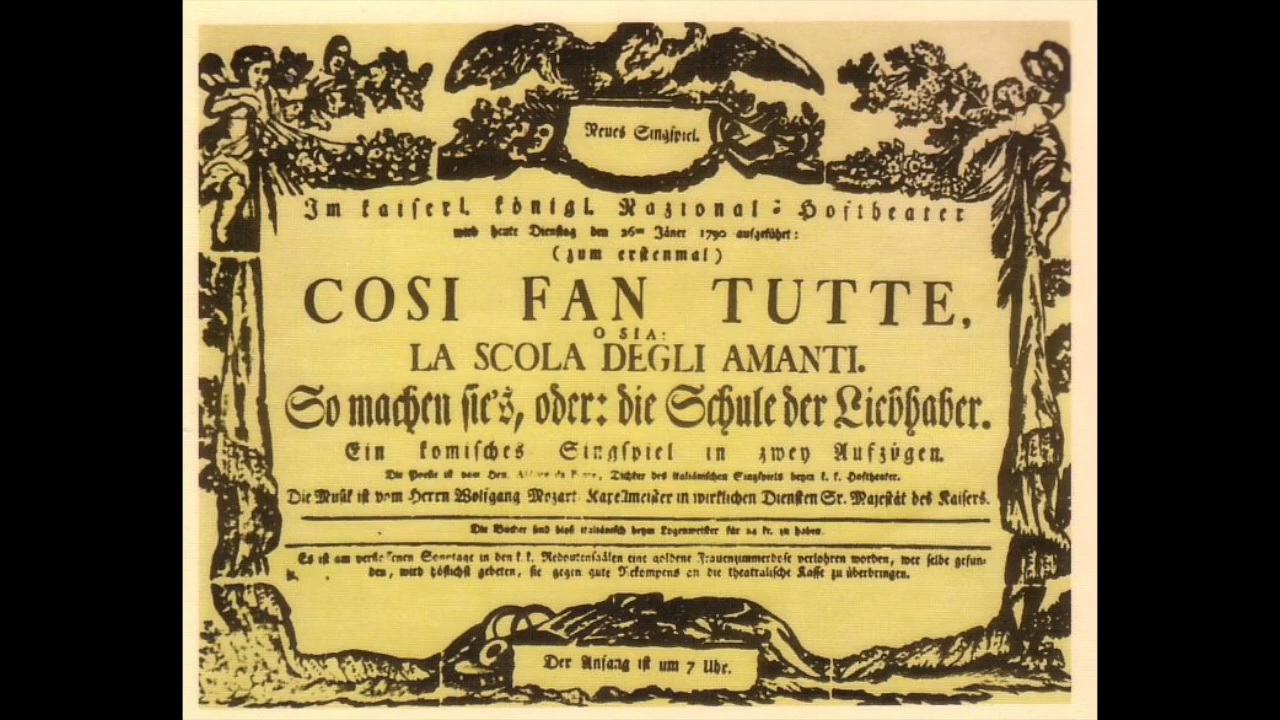 Neues Singspiel.
Im kaiserl. königl. Nazional-Hoftheater
wird heute Dienstag den 26ten Jäner 1790 aufgeführt:
(zum erstenmal)
COSI FAN TUTTE,
O SIA:
LA SCOLA DEGLI AMANTI.
So machen sie's, oder: die Schule der Liebhaber.
Ein komisches Singspiel in zwey Aufzügen.
Die Poesie ist vom Hrn. Dichter des italiänischen Singspiels beym k. k. Hoftheater.
Die Musik ist vom Herrn Wolfgang Mozart, Kapellmeister in wirklichen Diensten Sr. Majestät des Kaisers.
Die Bücher sind bloß italiänisch beym Logenmeister für 24 kr. zu haben.
Es ist am verflossenen Sonntage in den k. k. Redoutensäälen eine goldene Frauenzimmerdose verlohren worden, wer selbe gefun-
den, wird höflichst gebeten, sie gegen gute Rekompens an die theatralische Kasse zu überbringen.
Der Anfang ist um 7 Uhr.